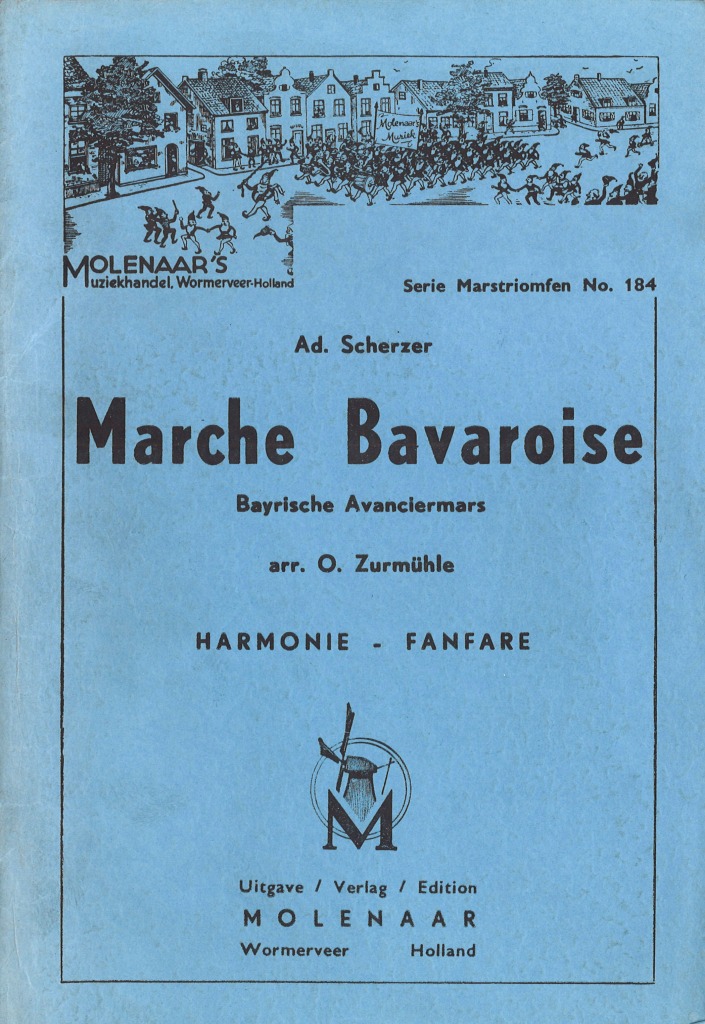 Molenaar's
Muziek
MOLENAAR'S
Muziekhandel, Wormerveer-Holland
Serie Marstriomfen No. 184
Ad. Scherzer
Marche Bavaroise
Bayrische Avanciermars
arr. O. Zurmühle
HARMONIE - FANFARE
M
Uitgave / Verlag / Edition
MOLENAAR
Wormerveer Holland